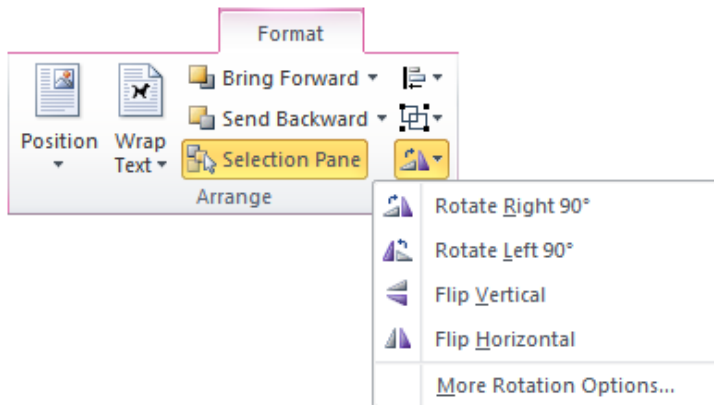 Format
Position
Wrap
Text
Bring Forward
Send Backward
Selection Pane
Arrange
Rotate Right 90°
Rotate Left 90°
Flip Vertical
Flip Horizontal
More Rotation Options...